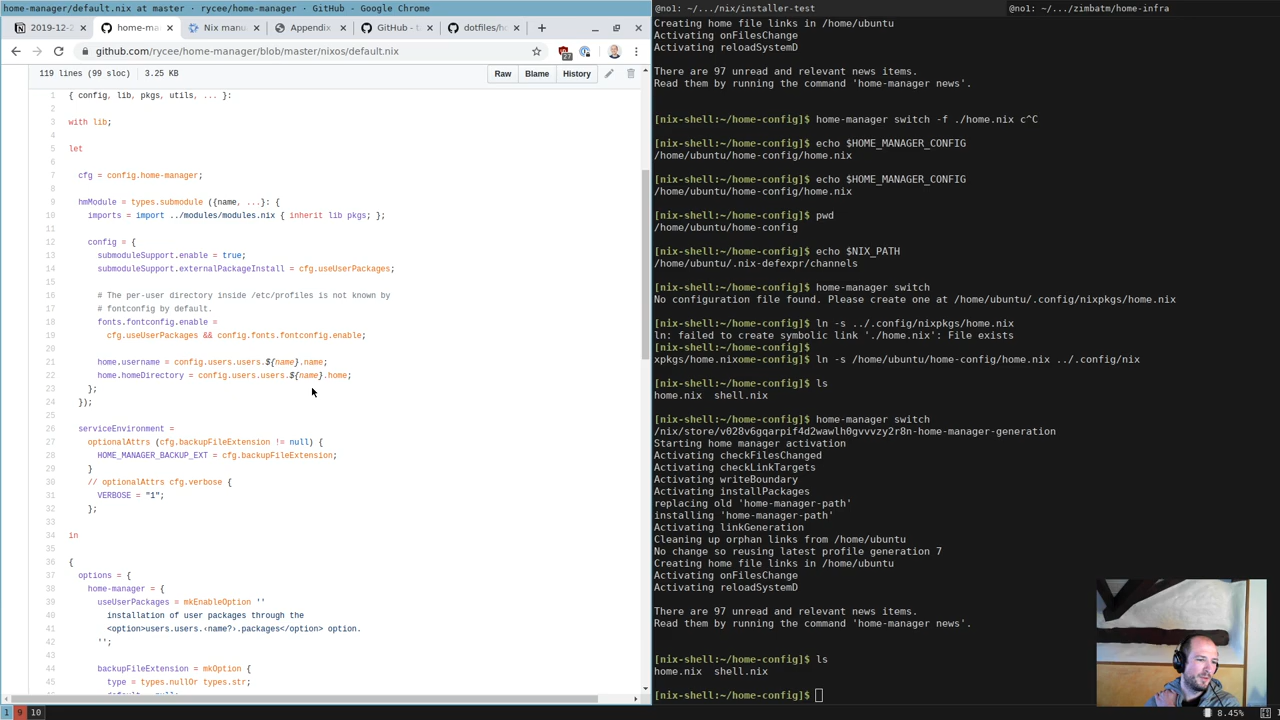 home-manager/default.nix at master · rycee/home-manager · GitHub - Google Chrome
2019-12-2
home-ma
Nix manu
Appendix
GitHub - t
dotfiles/h
github.com/rycee/home-manager/blob/master/nixos/default.nix
27
119 lines (99 sloc) 3.25 KB
Raw Blame History
1 { config, lib, pkgs, utils, ... }:
2
3 with lib;
4
5 let
6
7 cfg = config.home-manager;
8
9 hmModule = types.submodule ({name, ...}: {
10 imports = import ../modules/modules.nix { inherit lib pkgs; };
11
12 config = {
13 submoduleSupport.enable = true;
14 submoduleSupport.externalPackageInstall = cfg.useUserPackages;
15
16 # The per-user directory inside /etc/profiles is not known by
17 # fontconfig by default.
18 fonts.fontconfig.enable =
19 cfg.useUserPackages && config.fonts.fontconfig.enable;
20
21 home.username = config.users.users.${name}.name;
22 home.homeDirectory = config.users.users.${name}.home;
23 };
24 });
25
26 serviceEnvironment =
27 optionalAttrs (cfg.backupFileExtension != null) {
28 HOME_MANAGER_BACKUP_EXT = cfg.backupFileExtension;
29 }
30 // optionalAttrs cfg.verbose {
31 VERBOSE = "1";
32 };
33
34 in
35
36 {
37 options = {
38 home-manager = {
39 useUserPackages = mkEnableOption ''
40 installation of user packages through the
41 <option>users.users.‹name?›.packages</option> option.
42 '';
43
44 backupFileExtension = mkOption {
45 type = types.nullOr types.str;
1 9 10
@no1: ~/.../nix/installer-test
@no1: ~/.../zimbatm/home-infra
Creating home file links in /home/ubuntu
Activating onFilesChange
Activating reloadSystemD
There are 97 unread and relevant news items.
Read them by running the command 'home-manager news'.
[nix-shell:~/home-config]$ home-manager switch -f ./home.nix c^C
[nix-shell:~/home-config]$ echo $HOME_MANAGER_CONFIG
/home/ubuntu/home-config/home.nix
[nix-shell:~/home-config]$ echo $HOME_MANAGER_CONFIG
/home/ubuntu/home-config/home.nix
[nix-shell:~/home-config]$ pwd
/home/ubuntu/home-config
[nix-shell:~/home-config]$ echo $NIX_PATH
/home/ubuntu/.nix-defexpr/channels
[nix-shell:~/home-config]$ home-manager switch
No configuration file found. Please create one at /home/ubuntu/.config/nixpkgs/home.nix
[nix-shell:~/home-config]$ ln -s ../.config/nixpkgs/home.nix
ln: failed to create symbolic link './home.nix': File exists
[nix-shell:~/home-config]$
xpkgs/home.nixome-config]$ ln -s /home/ubuntu/home-config/home.nix ../.config/nix
[nix-shell:~/home-config]$ ls
home.nix shell.nix
[nix-shell:~/home-config]$ home-manager switch
/nix/store/v028v6gqarpif4d2wawlh0gvvvzy2r8n-home-manager-generation
Starting home manager activation
Activating checkFilesChanged
Activating checkLinkTargets
Activating writeBoundary
Activating installPackages
replacing old 'home-manager-path'
installing 'home-manager-path'
Activating linkGeneration
Cleaning up orphan links from /home/ubuntu
No change so reusing latest profile generation 7
Creating home file links in /home/ubuntu
Activating onFilesChange
Activating reloadSystemD
There are 97 unread and relevant news items.
Read them by running the command 'home-manager news'.
[nix-shell:~/home-config]$ ls
home.nix shell.nix
[nix-shell:~/home-config]$
8.45%